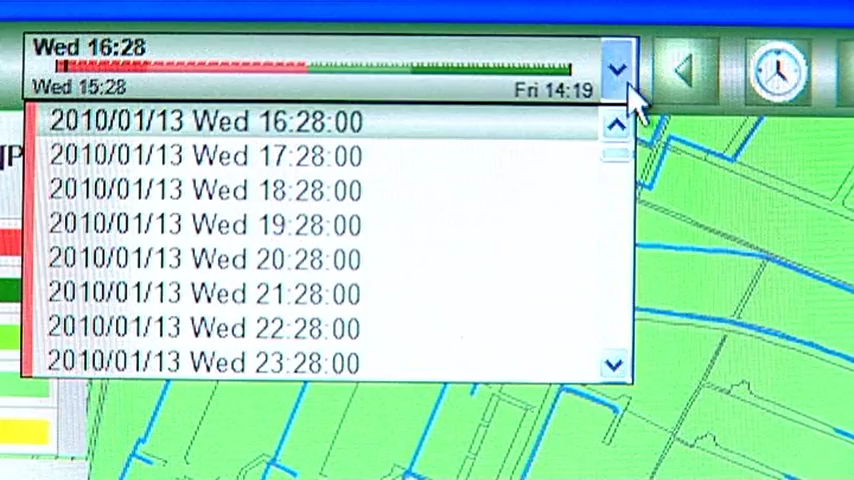 Wed 16:28
Wed 15:28 Fri 14:19
2010/01/13 Wed 16:28:00
2010/01/13 Wed 17:28:00
2010/01/13 Wed 18:28:00
2010/01/13 Wed 19:28:00
2010/01/13 Wed 20:28:00
2010/01/13 Wed 21:28:00
2010/01/13 Wed 22:28:00
2010/01/13 Wed 23:28:00